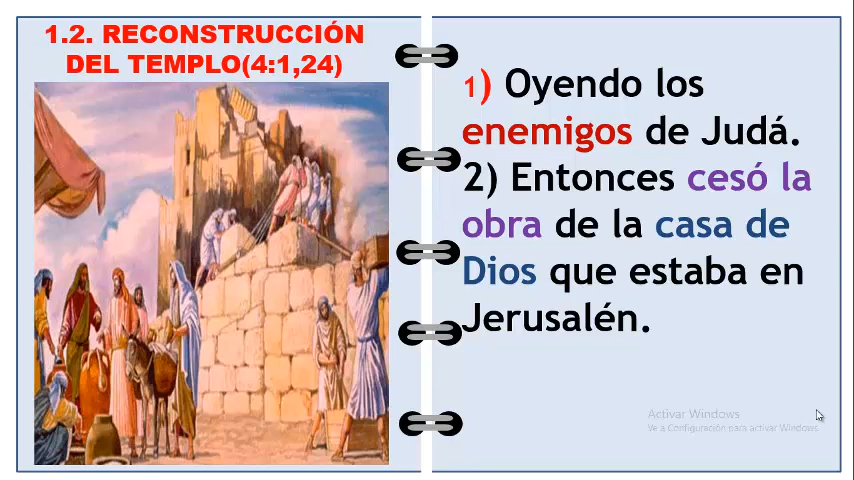 1.2. RECONSTRUCCIÓN
DEL TEMPLO(4:1,24)
1) Oyendo los
enemigos de Judá.
2) Entonces cesó la
obra de la casa de
Dios que estaba en
Jerusalén.
Activar Windows
Ve a Configuración para activar Windows.